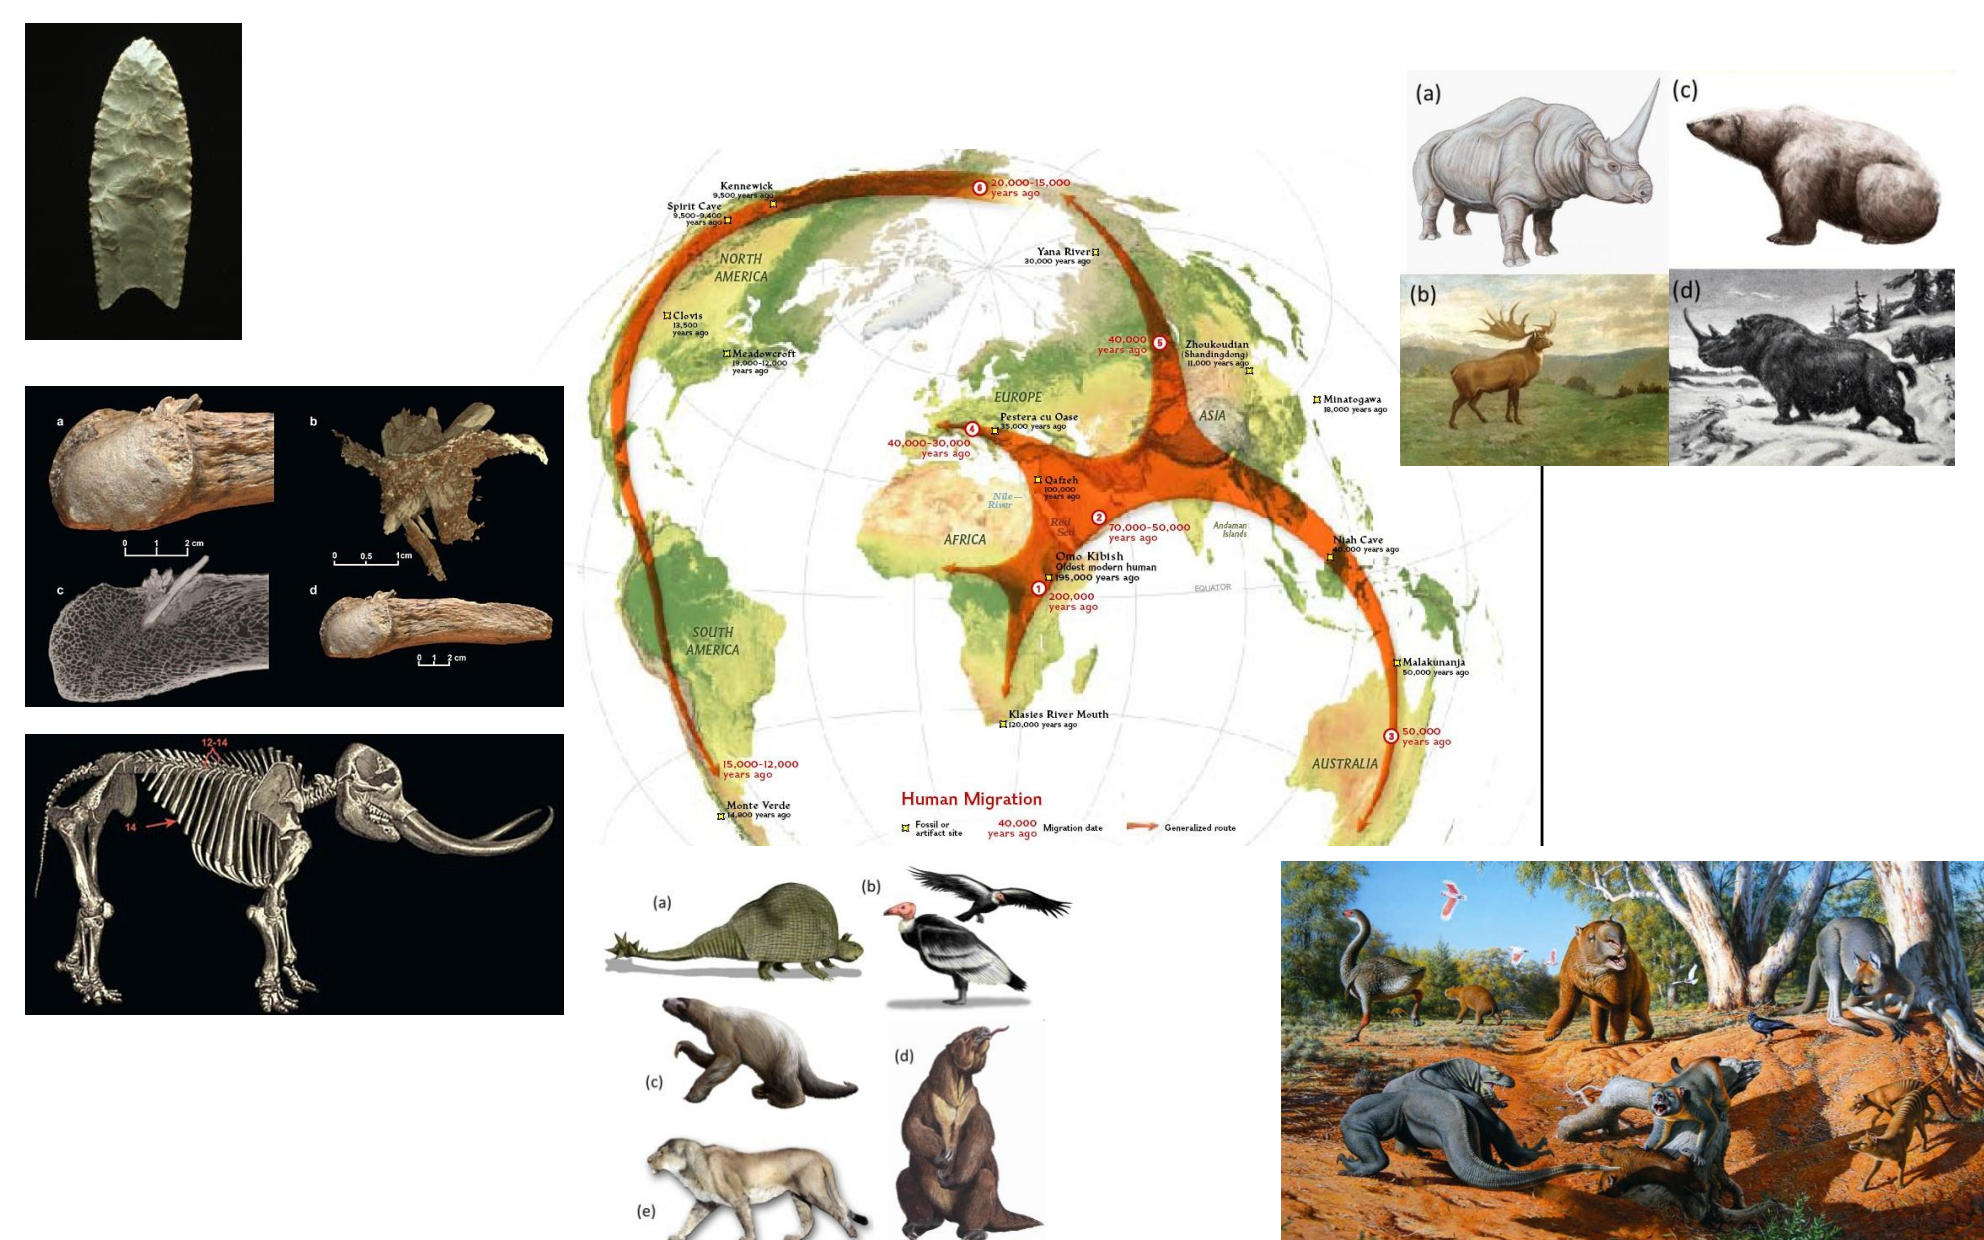 a
b
0 1 2 cm
0 0.5 1cm
c
d
0 1 2 cm
12-14
14
Kennewick
9,500 years ago
Spirit Cave
9,500-9,400
years ago
6
20,000-15,000
years ago
Yana River
30,000 years ago
NORTH
AMERICA
Clovis
13,500
years ago
Meadowcroft
19,000-12,000
years ago
40,000
years ago
5
Zhoukoudian
(Shandingdong)
11,000 years ago
EUROPE
ASIA
Minatogawa
18,000 years ago
Pestera cu Oase
35,000 years ago
4
40,000-30,000
years ago
Qafzeh
100,000
years ago
Nile
River
Red
Sea
2
70,000-50,000
years ago
Andaman
Islands
AFRICA
Niah Cave
40,000 years ago
Omo Kibish
Oldest modern human
195,000 years ago
1
200,000
years ago
EQUATOR
SOUTH
AMERICA
Malakunanja
50,000 years ago
Klasies River Mouth
120,000 years ago
3
50,000
years ago
AUSTRALIA
15,000-12,000
years ago
Monte Verde
14,800 years ago
Human Migration
Fossil or
artifact site
40,000
years ago
Migration date
Generalized route
(a)
(c)
(b)
(d)
(a)
(b)
(c)
(d)
(e)